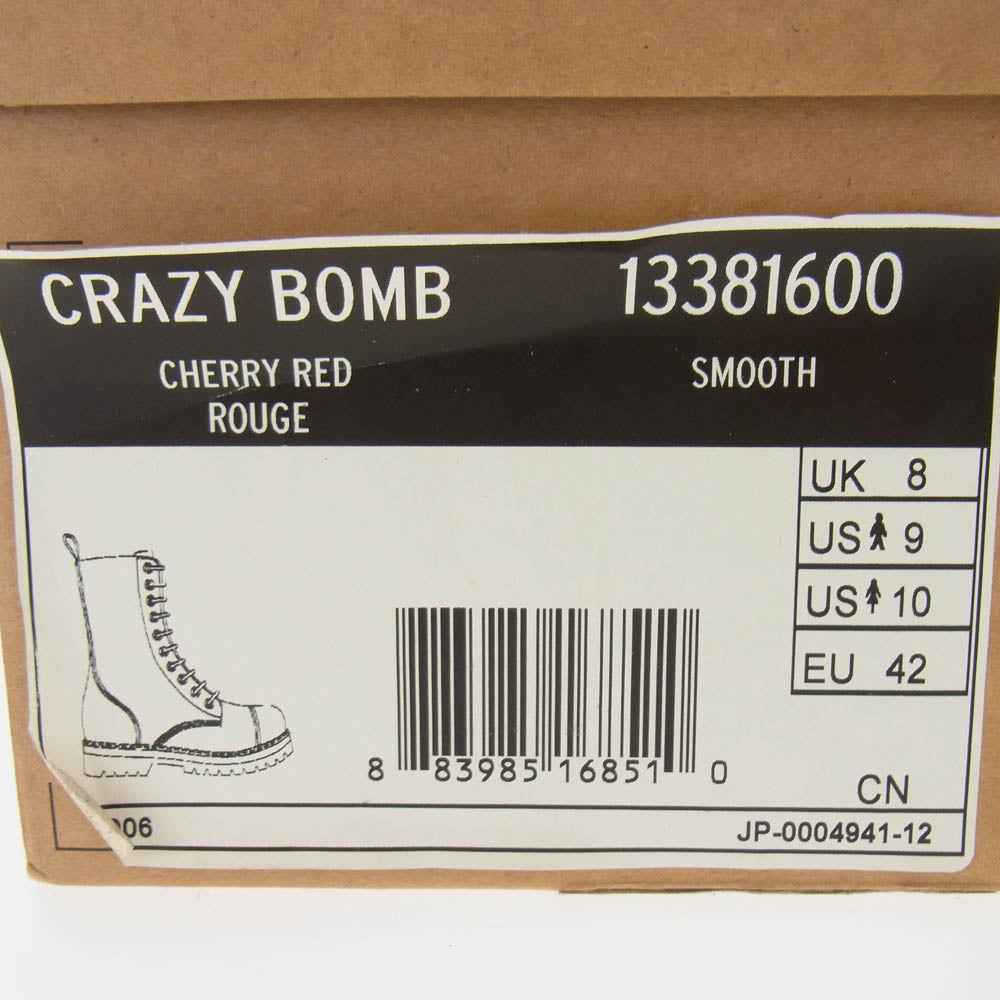 CRAZY BOMB 13381600
CHERRY RED SMOOTH
ROUGE
UK 8
US 9
US 10
EU 42
8 83985 16851 0
CN
JP-0004941-12